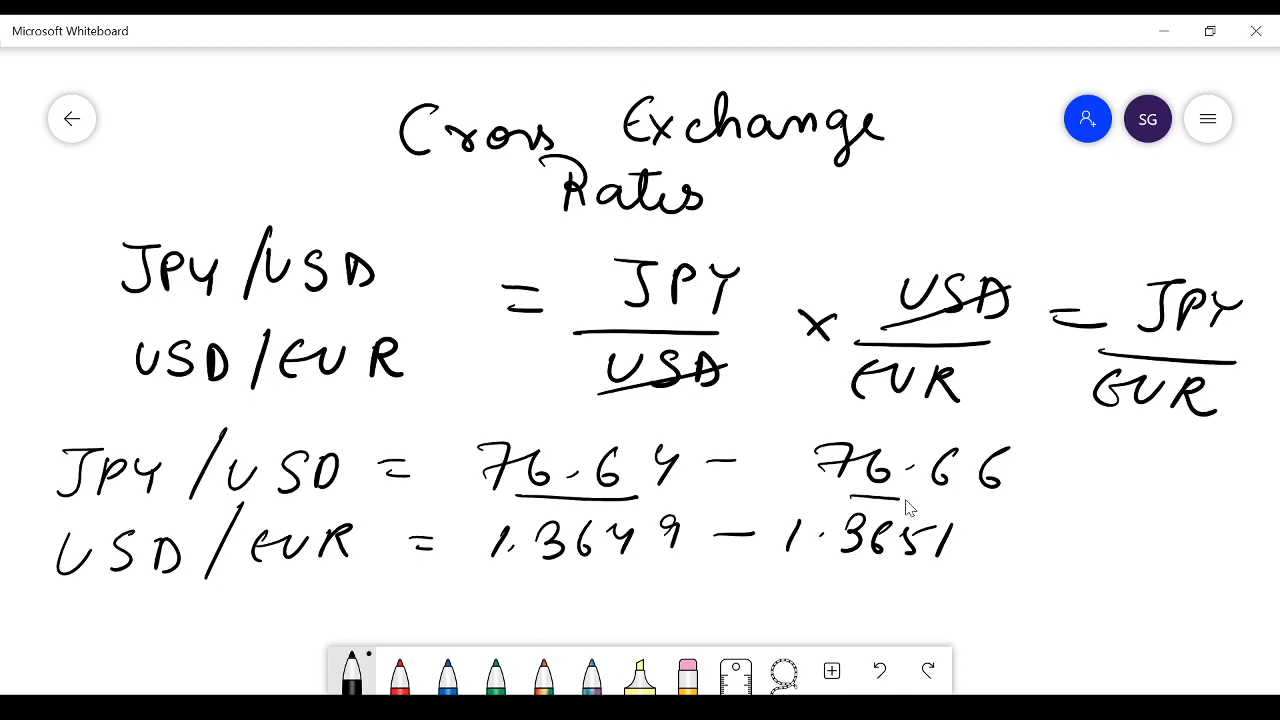 Microsoft Whiteboard
SG
Cross Exchange
Rates
JPY/USD = JPY/USD × USD/EUR = JPY/EUR
USD/EUR
JPY/USD = 76.64 - 76.66
USD/EUR = 1.3649 - 1.3651